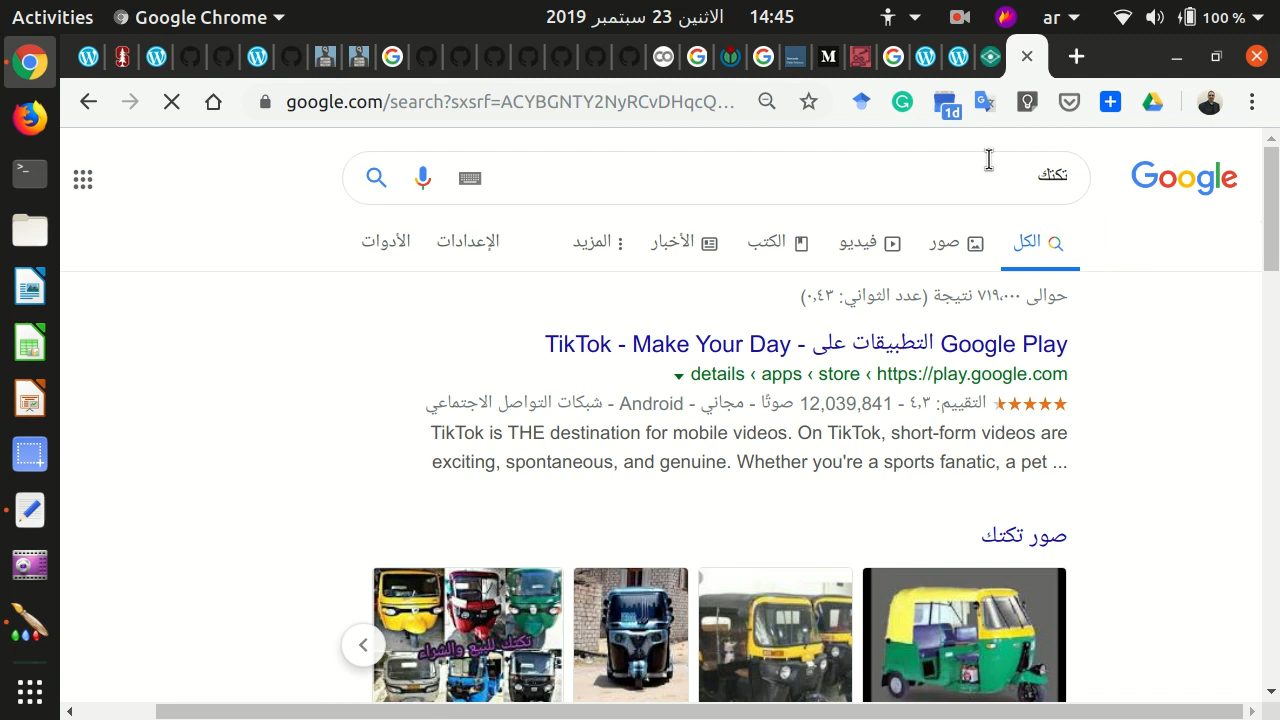 Activities
Google Chrome
الاثنين 23 سبتمبر 2019 14:45
ar
100 %
google.com/search?sxsrf=ACYBGNTY2NyRCvDHqcQ...
1d
تكتك
Google
الكل
صور
فيديو
الكتب
الأخبار
المزيد
الإعدادات
الأدوات
حوالى ٧١٩,٠٠٠ نتيجة (عدد الثواني: ٠,٤٣)
TikTok - Make Your Day - التطبيقات على Google Play
https://play.google.com › store › apps › details
التقييم: ٤,٣ - 12,039,841 صوتًا - مجاني - Android - شبكات التواصل الاجتماعي
TikTok is THE destination for mobile videos. On TikTok, short-form videos are
exciting, spontaneous, and genuine. Whether you're a sports fanatic, a pet ...
صور تكتك
تكتك للبيع والشراء